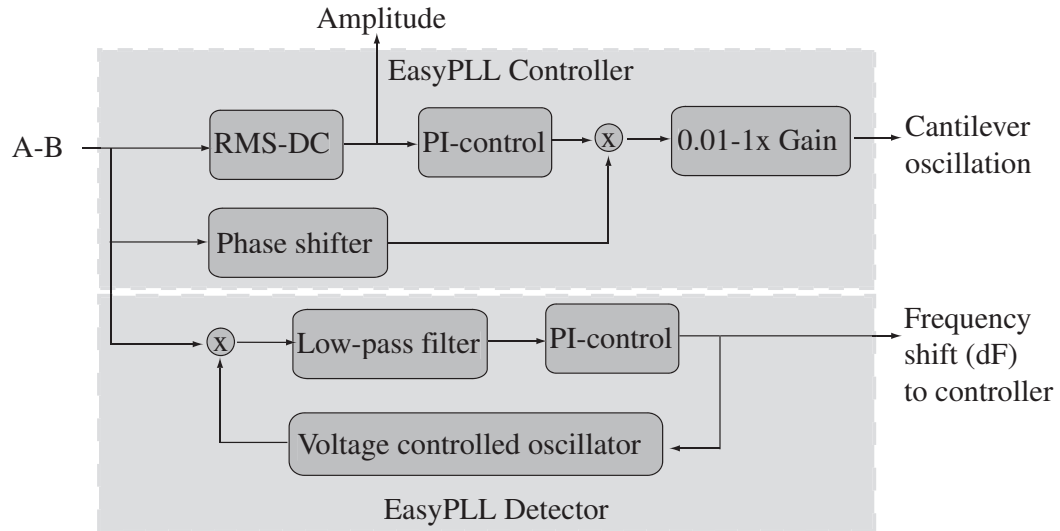 Amplitude
EasyPLL Controller
A-B
RMS-DC
PI-control
x
0.01-1x Gain
Cantilever
oscillation
Phase shifter
x
Low-pass filter
PI-control
Frequency
shift (dF)
to controller
Voltage controlled oscillator
EasyPLL Detector